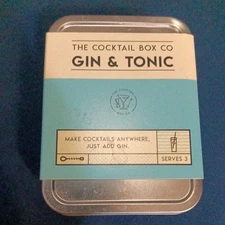 THE COCKTAIL BOX CO
GIN & TONIC
MAKE COCKTAILS ANYWHERE,
JUST ADD GIN.
SERVES 3